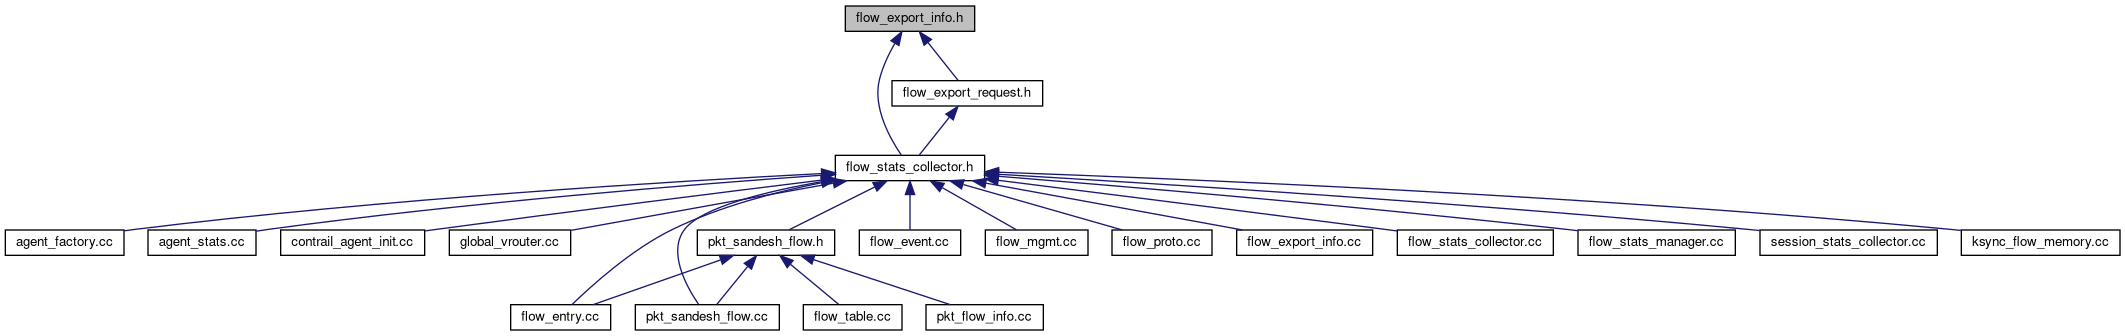 flow_export_info.h
flow_export_request.h
flow_stats_collector.h
agent_factory.cc
agent_stats.cc
contrail_agent_init.cc
global_vrouter.cc
pkt_sandesh_flow.h
flow_event.cc
flow_mgmt.cc
flow_proto.cc
flow_export_info.cc
flow_stats_collector.cc
flow_stats_manager.cc
session_stats_collector.cc
ksync_flow_memory.cc
flow_entry.cc
pkt_sandesh_flow.cc
flow_table.cc
pkt_flow_info.cc